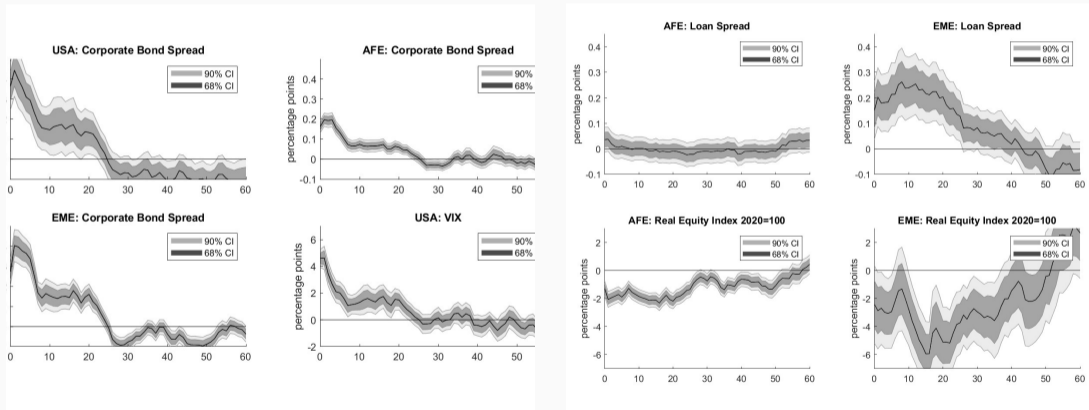 USA: Corporate Bond Spread
90% CI
68% CI
0 10 20 30 40 50 60
AFE: Corporate Bond Spread
percentage points
0.4
0.3
0.2
0.1
0
-0.1
90%
68% CI
0 10 20 30 40 50
EME: Corporate Bond Spread
90% CI
68% CI
0 10 20 30 40 50 60
USA: VIX
percentage points
6
4
2
0
-2
90%
68%
0 10 20 30 40 50
AFE: Loan Spread
percentage points
0.4
0.3
0.2
0.1
0
-0.1
90% CI
68% CI
0 10 20 30 40 50 60
EME: Loan Spread
percentage points
0.4
0.3
0.2
0.1
0
-0.1
90% CI
68% CI
0 10 20 30 40 50 60
AFE: Real Equity Index 2020=100
percentage points
2
0
-2
-4
-6
90% CI
68% CI
0 10 20 30 40 50 60
EME: Real Equity Index 2020=100
percentage points
2
0
-2
-4
-6
90% CI
68% CI
0 10 20 30 40 50 60